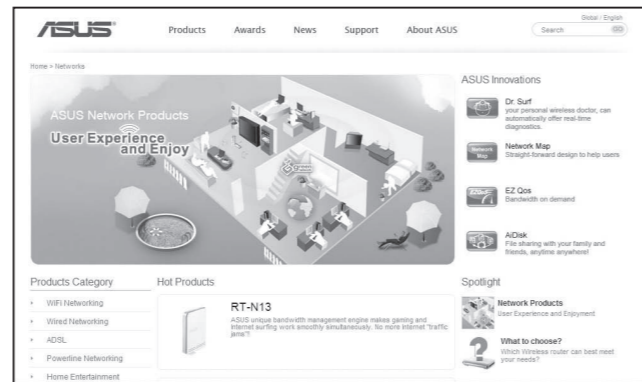 Global / English
ASUS
Products Awards News Support About ASUS
Search GO
Home » Networks
ASUS Network Products
User Experience
and Enjoy
ASUS Innovations
Dr. Surf
your personal wireless doctor, can
automatically offer real-time
diagnostics.
Network Map
Network Map
Straight-forward design to help users
EZ Qos
Bandwidth on demand
AiDisk
File sharing with your family and
friends, anytime anywhere!
Products Category
WiFi Networking
Wired Networking
ADSL
Powerline Networking
Home Entertainment
Hot Products
RT-N13
ASUS unique bandwidth management engine makes gaming and
internet surfing work smoothly simultaneously. No more internet "traffic
jams"!
Spotlight
Network Products
User Experience and Enjoyment
What to choose?
Which Wireless router can best meet
your needs?